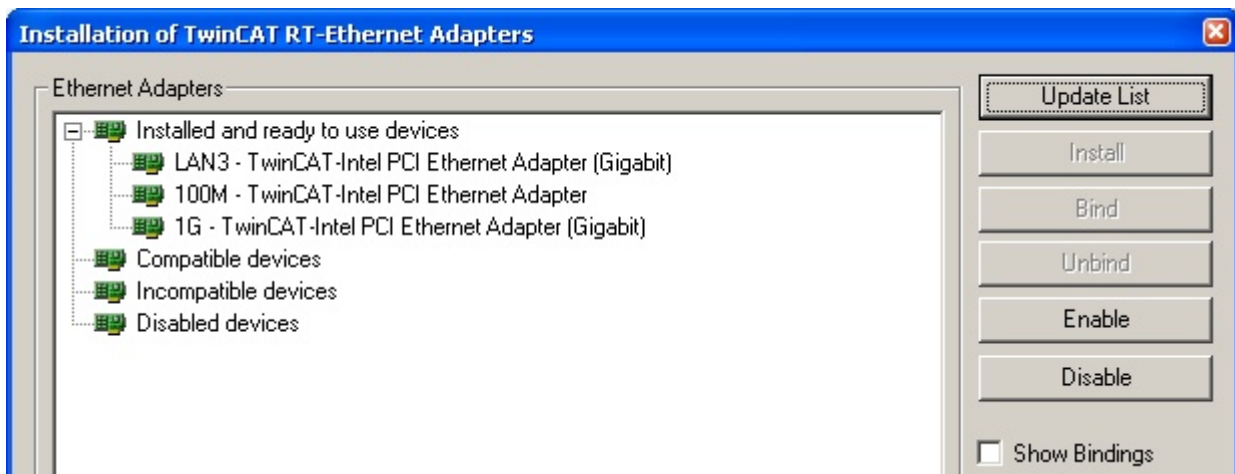 Installation of TwinCAT RT-Ethernet Adapters
Ethernet Adapters
Installed and ready to use devices
LAN3 - TwinCAT-Intel PCI Ethernet Adapter (Gigabit)
100M - TwinCAT-Intel PCI Ethernet Adapter
1G - TwinCAT-Intel PCI Ethernet Adapter (Gigabit)
Compatible devices
Incompatible devices
Disabled devices
Update List
Install
Bind
Unbind
Enable
Disable
Show Bindings